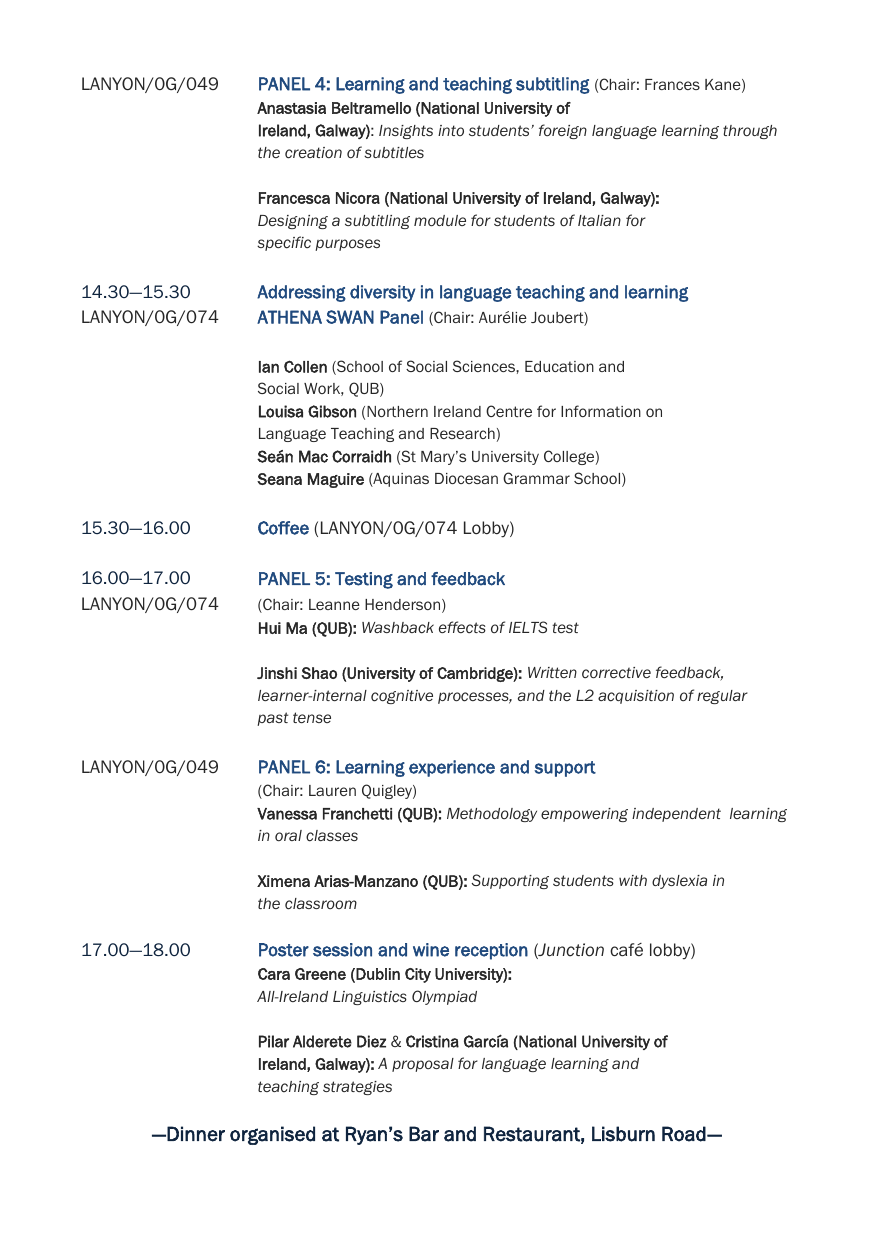 LANYON/0G/049 PANEL 4: Learning and teaching subtitling (Chair: Frances Kane)
Anastasia Beltramello (National University of
Ireland, Galway): Insights into students’ foreign language learning through
the creation of subtitles
Francesca Nicora (National University of Ireland, Galway):
Designing a subtitling module for students of Italian for
specific purposes
14.30—15.30 Addressing diversity in language teaching and learning
LANYON/0G/074 ATHENA SWAN Panel (Chair: Aurélie Joubert)
Ian Collen (School of Social Sciences, Education and
Social Work, QUB)
Louisa Gibson (Northern Ireland Centre for Information on
Language Teaching and Research)
Seán Mac Corraidh (St Mary’s University College)
Seana Maguire (Aquinas Diocesan Grammar School)
15.30—16.00 Coffee (LANYON/0G/074 Lobby)
16.00—17.00 PANEL 5: Testing and feedback
LANYON/0G/074 (Chair: Leanne Henderson)
Hui Ma (QUB): Washback effects of IELTS test
Jinshi Shao (University of Cambridge): Written corrective feedback,
learner-internal cognitive processes, and the L2 acquisition of regular
past tense
LANYON/0G/049 PANEL 6: Learning experience and support
(Chair: Lauren Quigley)
Vanessa Franchetti (QUB): Methodology empowering independent  learning
in oral classes
Ximena Arias-Manzano (QUB): Supporting students with dyslexia in
the classroom
17.00—18.00 Poster session and wine reception (Junction café lobby)
Cara Greene (Dublin City University):
All-Ireland Linguistics Olympiad
Pilar Alderete Diez & Cristina García (National University of
Ireland, Galway): A proposal for language learning and
teaching strategies
—Dinner organised at Ryan’s Bar and Restaurant, Lisburn Road—